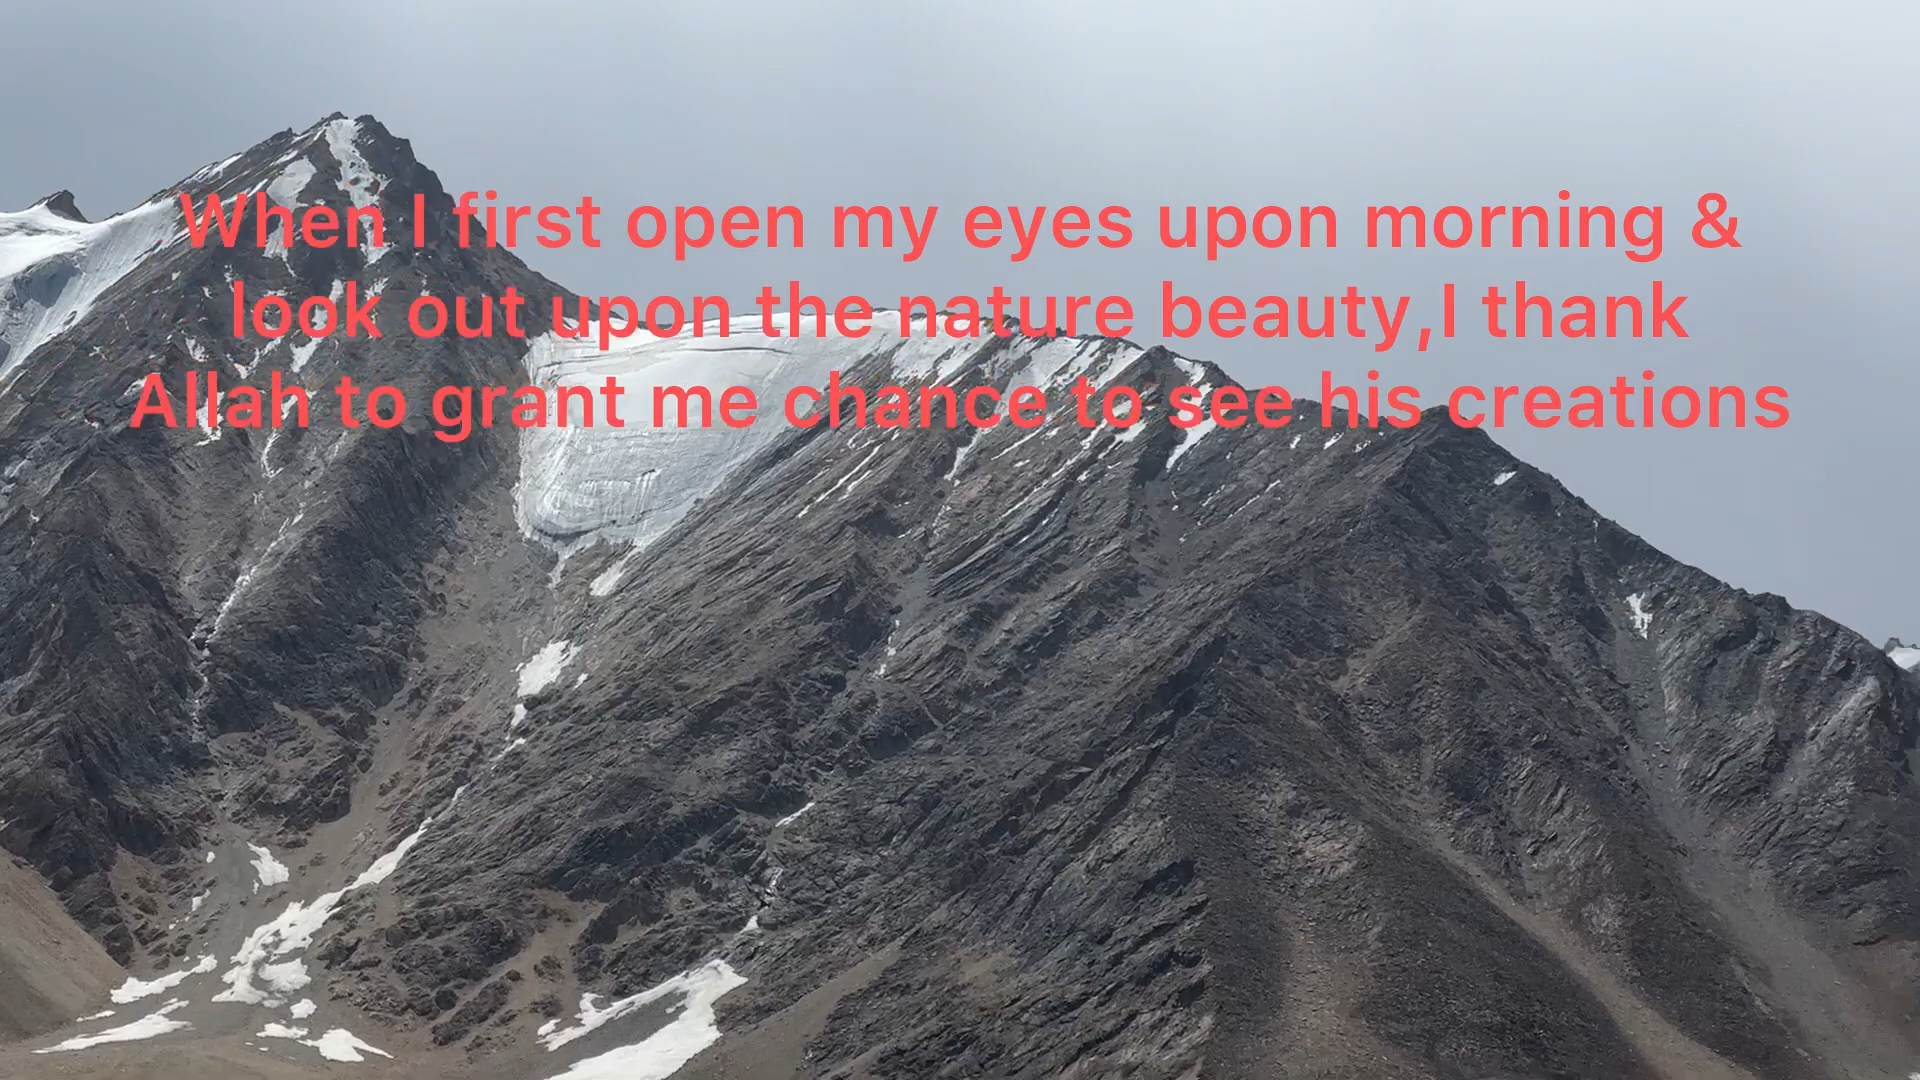 When I first open my eyes upon morning &
look out upon the nature beauty,I thank
Allah to grant me chance to see his creations